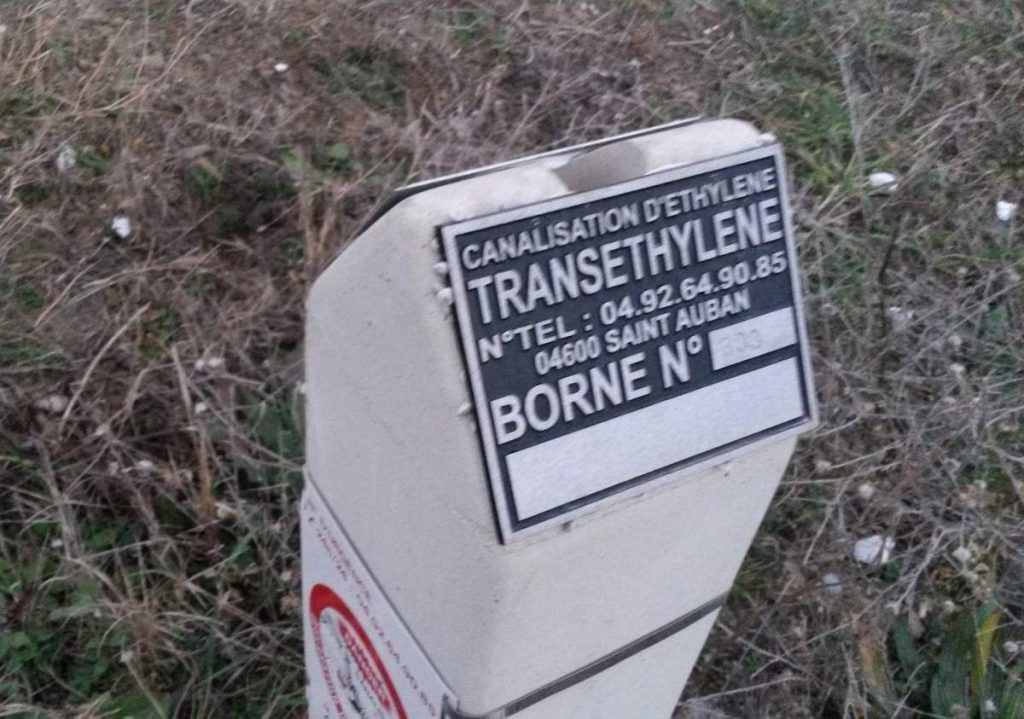 CANALISATION D'ETHYLENE
TRANSETHYLENE
N°TEL : 04.92.64.90.85
04600 SAINT AUBAN
BORNE N°